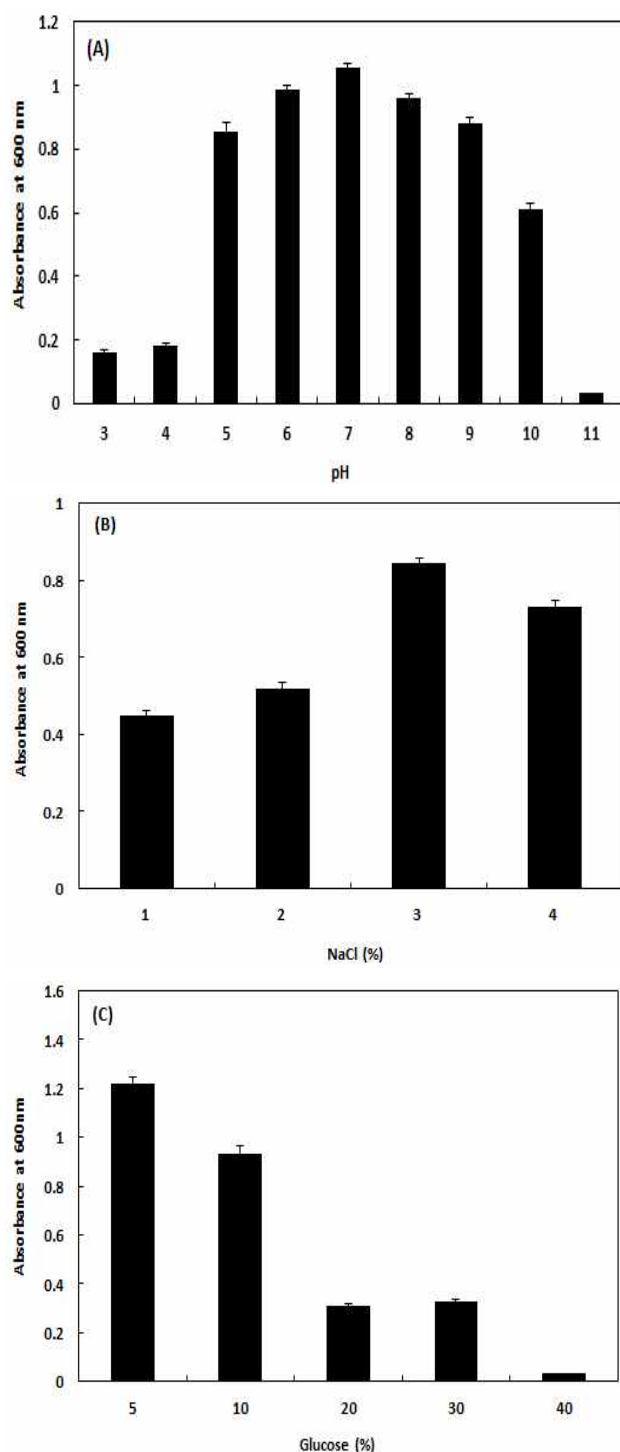 (A)
Absorbance at 600 nm
1.2
1
0.8
0.6
0.4
0.2
0
3 4 5 6 7 8 9 10 11
pH
(B)
Absorbance at 600 nm
1
0.8
0.6
0.4
0.2
0
1 2 3 4
NaCl (%)
(C)
Absorbance at 600nm
1.6
1.4
1.2
1
0.8
0.6
0.4
0.2
0
5 10 20 30 40
Glucose (%)